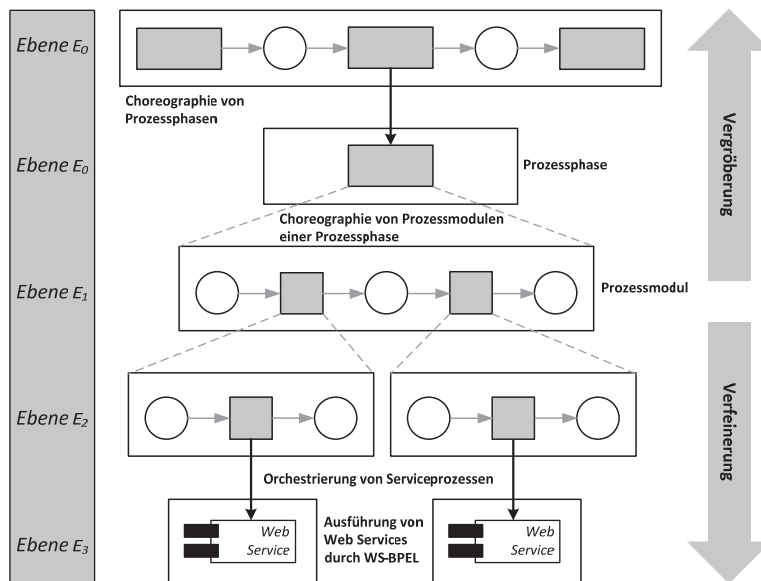 Ebene E₀
Choreographie von
Prozessphasen
Vergröberung
Ebene E₀
Prozessphase
Choreographie von Prozessmodulen
einer Prozessphase
Ebene E₁
Prozessmodul
Ebene E₂
Verfeinerung
Orchestrierung von Serviceprozessen
Ebene E₃
Web
Service
Ausführung von
Web Services
durch WS-BPEL
Web
Service